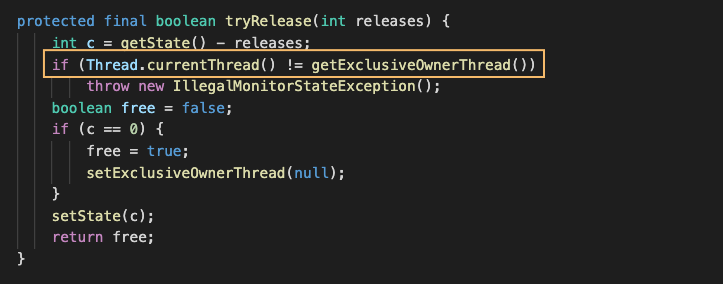 protected final boolean tryRelease(int releases) {
    int c = getState() - releases;
    if (Thread.currentThread() != getExclusiveOwnerThread())
        throw new IllegalMonitorStateException();
    boolean free = false;
    if (c == 0) {
        free = true;
        setExclusiveOwnerThread(null);
    }
    setState(c);
    return free;
}